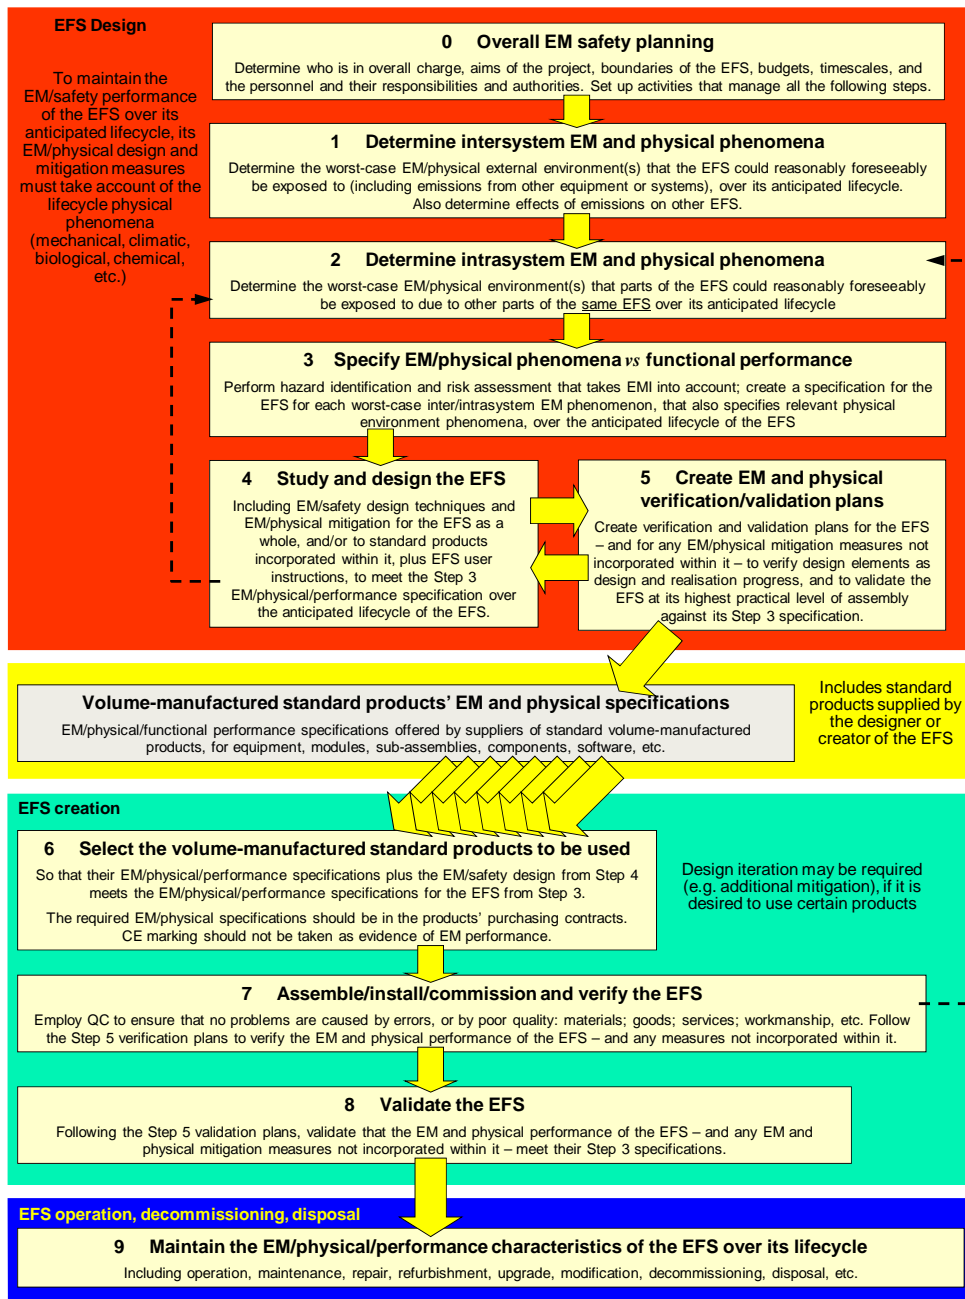 EFS Design
To maintain the
EM/safety performance
of the EFS over its
anticipated lifecycle, its
EM/physical design and
mitigation measures
must take account of the
lifecycle physical
phenomena
(mechanical, climatic,
biological, chemical,
etc.)
0 Overall EM safety planning
Determine who is in overall charge, aims of the project, boundaries of the EFS, budgets, timescales, and
the personnel and their responsibilities and authorities. Set up activities that manage all the following steps.
1 Determine intersystem EM and physical phenomena
Determine the worst-case EM/physical external environment(s) that the EFS could reasonably foreseeably
be exposed to (including emissions from other equipment or systems), over its anticipated lifecycle.
Also determine effects of emissions on other EFS.
2 Determine intrasystem EM and physical phenomena
Determine the worst-case EM/physical environment(s) that parts of the EFS could reasonably foreseeably
be exposed to due to other parts of the same EFS over its anticipated lifecycle
3 Specify EM/physical phenomena vs functional performance
Perform hazard identification and risk assessment that takes EMI into account; create a specification for the
EFS for each worst-case inter/intrasystem EM phenomenon, that also specifies relevant physical
environment phenomena, over the anticipated lifecycle of the EFS
4 Study and design the EFS
Including EM/safety design techniques and
EM/physical mitigation for the EFS as a
whole, and/or to standard products
incorporated within it, plus EFS user
instructions, to meet the Step 3
EM/physical/performance specification over
the anticipated lifecycle of the EFS.
5 Create EM and physical
verification/validation plans
Create verification and validation plans for the EFS
– and for any EM/physical mitigation measures not
incorporated within it – to verify design elements as
design and realisation progress, and to validate the
EFS at its highest practical level of assembly
against its Step 3 specification.
Volume-manufactured standard products' EM and physical specifications
EM/physical/functional performance specifications offered by suppliers of standard volume-manufactured
products, for equipment, modules, sub-assemblies, components, software, etc.
Includes standard
products supplied by
the designer or
creator of the EFS
EFS creation
6 Select the volume-manufactured standard products to be used
So that their EM/physical/performance specifications plus the EM/safety design from Step 4
meets the EM/physical/performance specifications for the EFS from Step 3.
The required EM/physical specifications should be in the products' purchasing contracts.
CE marking should not be taken as evidence of EM performance.
Design iteration may be required
(e.g. additional mitigation), if it is
desired to use certain products
7 Assemble/install/commission and verify the EFS
Employ QC to ensure that no problems are caused by errors, or by poor quality: materials; goods; services; workmanship, etc. Follow
the Step 5 verification plans to verify the EM and physical performance of the EFS – and any measures not incorporated within it.
8 Validate the EFS
Following the Step 5 validation plans, validate that the EM and physical performance of the EFS – and any EM and
physical mitigation measures not incorporated within it – meet their Step 3 specifications.
EFS operation, decommissioning, disposal
9 Maintain the EM/physical/performance characteristics of the EFS over its lifecycle
Including operation, maintenance, repair, refurbishment, upgrade, modification, decommissioning, disposal, etc.